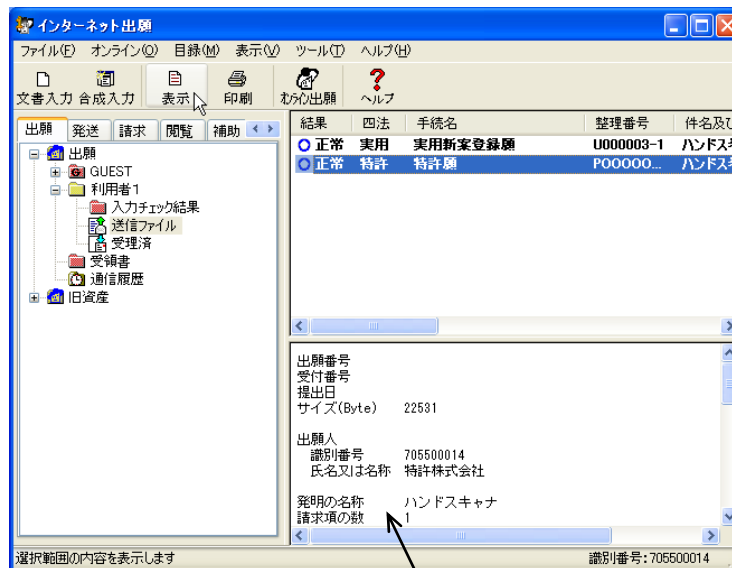 インターネット出願
ファイル(F) オンライン(O) 目録(M) 表示(V) ツール(T) ヘルプ(H)
文書入力 合成入力 表示 印刷 オンライン出願 ヘルプ
出願 発送 請求 閲覧 補助
結果 四法 手続名 整理番号 件名及び
正常 実用 実用新案登録願 U000003-1 ハンドスキ
正常 特許 特許願 P00000... ハンドスキ
出願
GUEST
利用者1
入力チェック結果
送信ファイル
受理済
受領書
通信履歴
旧資産
出願番号
受付番号
提出日
サイズ(Byte) 22531
出願人
識別番号 705500014
氏名又は名称 特許株式会社
発明の名称 ハンドスキャナ
請求項の数 1
選択範囲の内容を表示します
識別番号:705500014